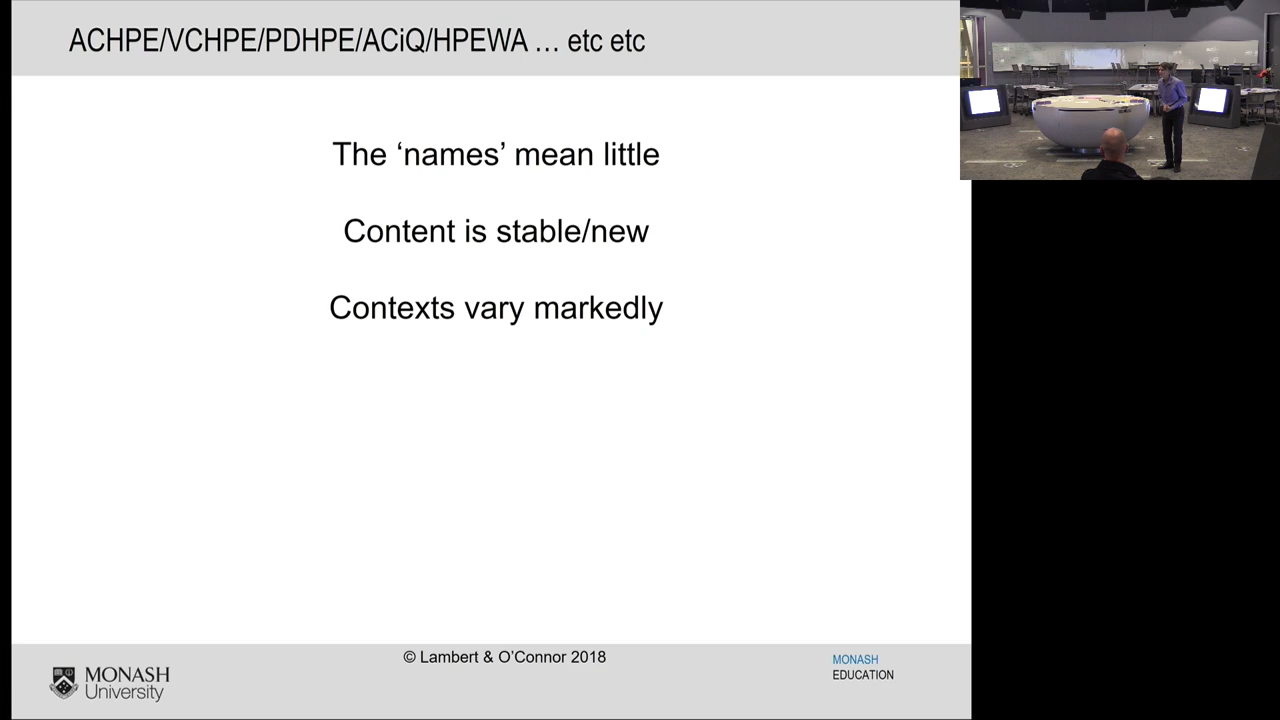 ACHPE/VCHPE/PDHPE/ACiQ/HPEWA … etc etc
The ‘names’ mean little
Content is stable/new
Contexts vary markedly
© Lambert & O’Connor 2018
MONASH University
MONASH
EDUCATION